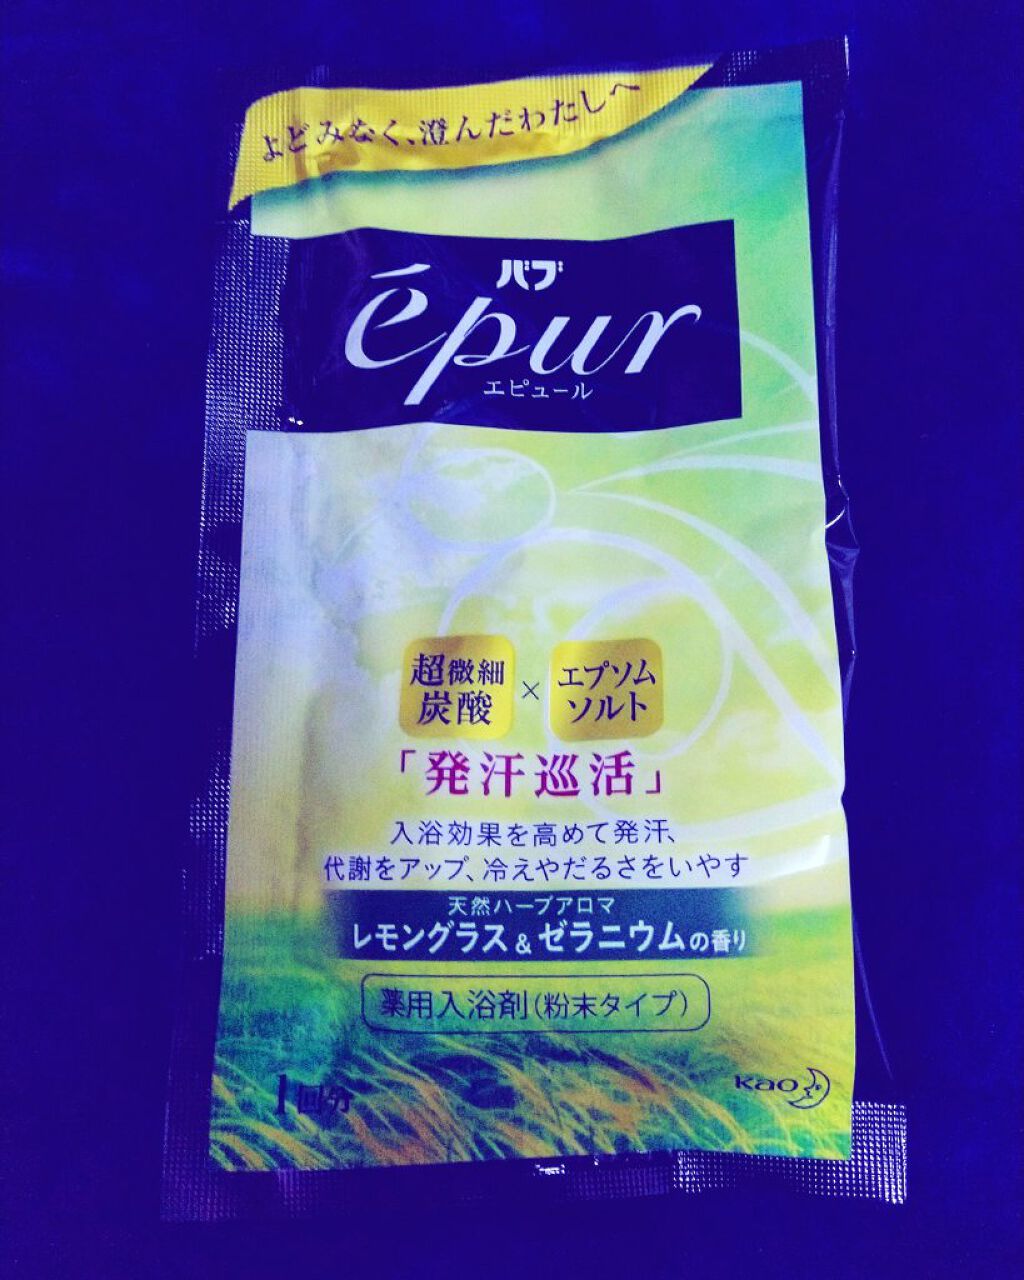 よどみなく、澄んだわたしへ
バブ
épur
エピュール
超微細
炭酸
×
エプソム
ソルト
「発汗巡活」
入浴効果を高めて発汗、
代謝をアップ、冷えやだるさをいやす
天然ハーブアロマ
レモングラス&ゼラニウムの香り
薬用入浴剤(粉末タイプ)
1回分
Kao